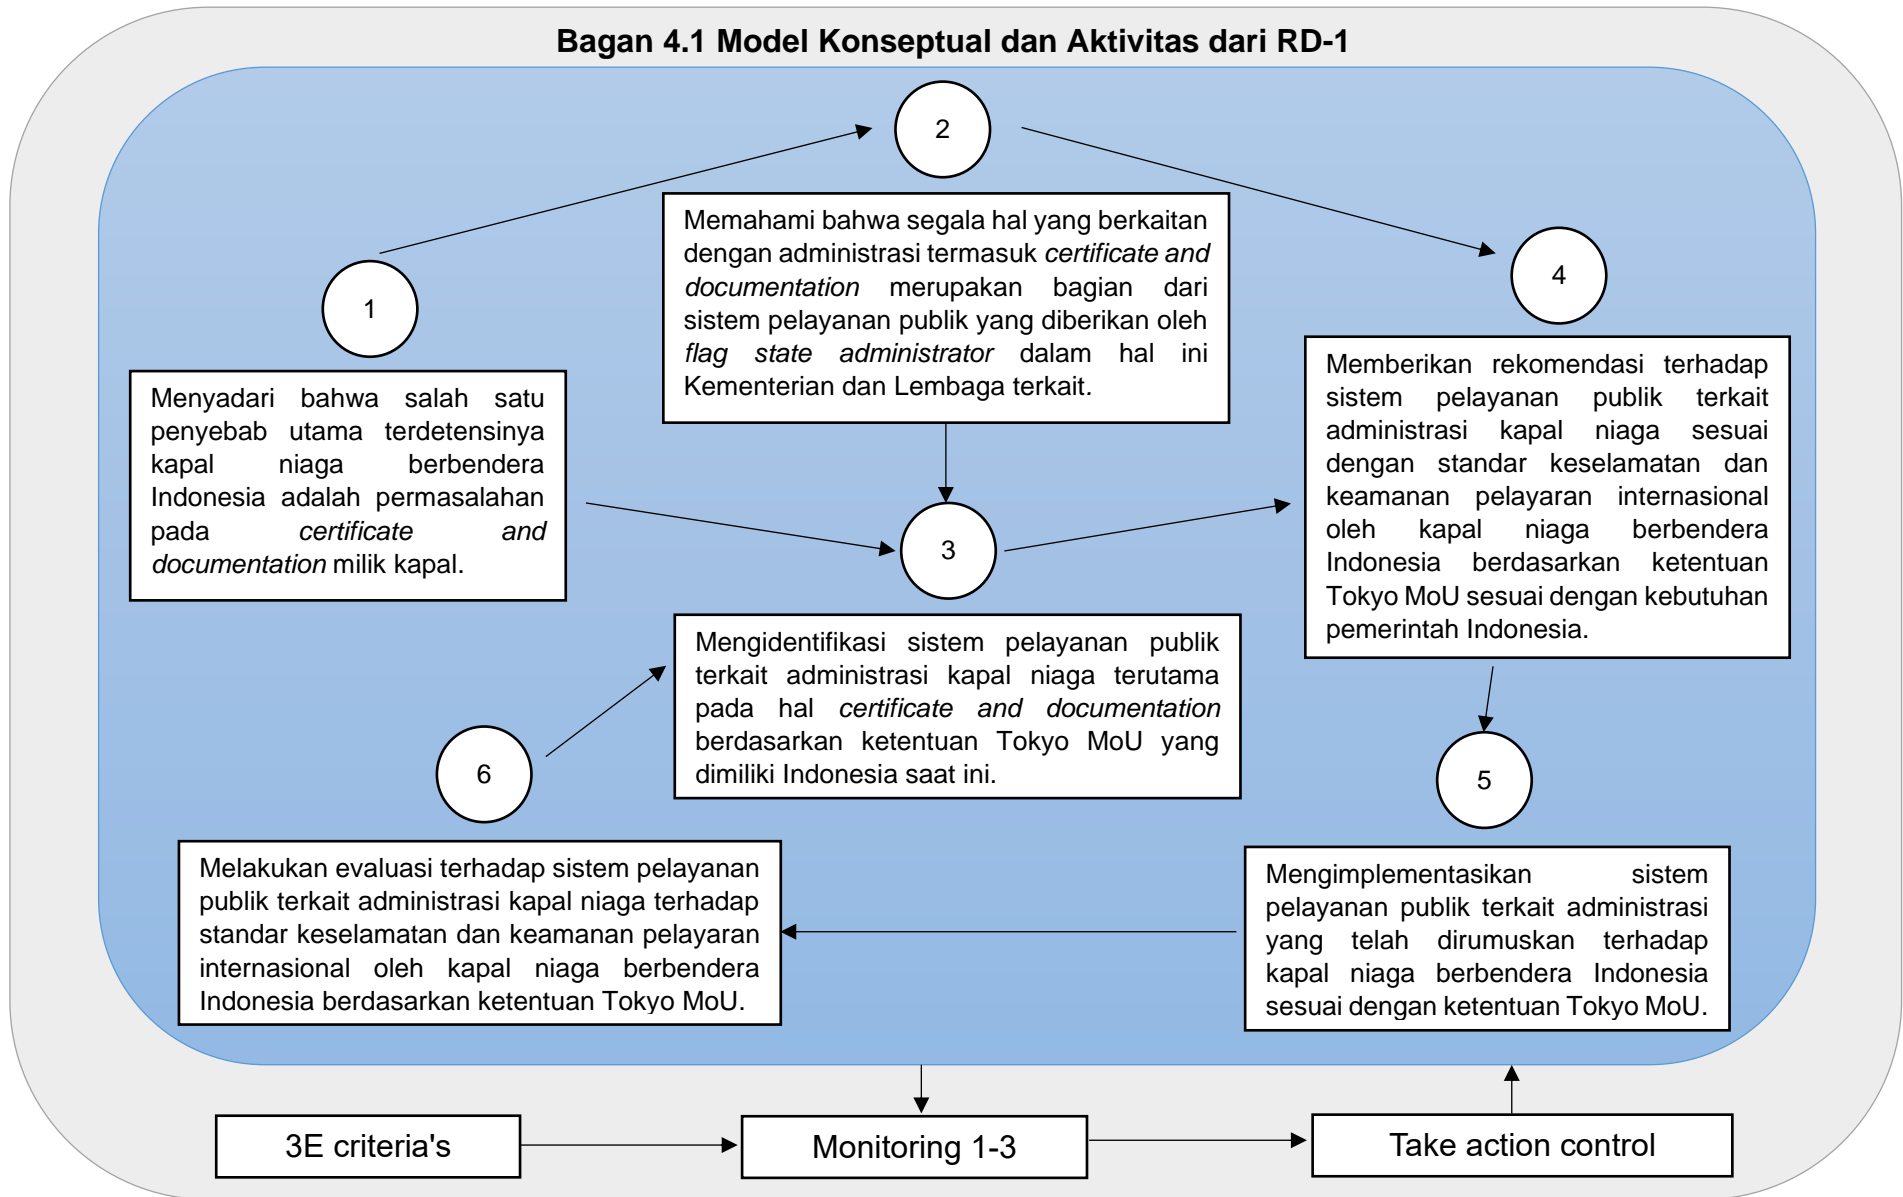 Bagan 4.1 Model Konseptual dan Aktivitas dari RD-1
1
Menyadari bahwa salah satu
penyebab utama terdetensinya
kapal niaga berbendera
Indonesia adalah permasalahan
pada certificate and
documentation milik kapal.
2
Memahami bahwa segala hal yang berkaitan
dengan administrasi termasuk certificate and
documentation merupakan bagian dari
sistem pelayanan publik yang diberikan oleh
flag state administrator dalam hal ini
Kementerian dan Lembaga terkait.
3
Mengidentifikasi sistem pelayanan publik
terkait administrasi kapal niaga terutama
pada hal certificate and documentation
berdasarkan ketentuan Tokyo MoU yang
dimiliki Indonesia saat ini.
4
Memberikan rekomendasi terhadap
sistem pelayanan publik terkait
administrasi kapal niaga sesuai
dengan standar keselamatan dan
keamanan pelayaran internasional
oleh kapal niaga berbendera
Indonesia berdasarkan ketentuan
Tokyo MoU sesuai dengan kebutuhan
pemerintah Indonesia.
5
Mengimplementasikan sistem
pelayanan publik terkait administrasi
yang telah dirumuskan terhadap
kapal niaga berbendera Indonesia
sesuai dengan ketentuan Tokyo MoU.
6
Melakukan evaluasi terhadap sistem pelayanan
publik terkait administrasi kapal niaga terhadap
standar keselamatan dan keamanan pelayaran
internasional oleh kapal niaga berbendera
Indonesia berdasarkan ketentuan Tokyo MoU.
3E criteria's
Monitoring 1-3
Take action control